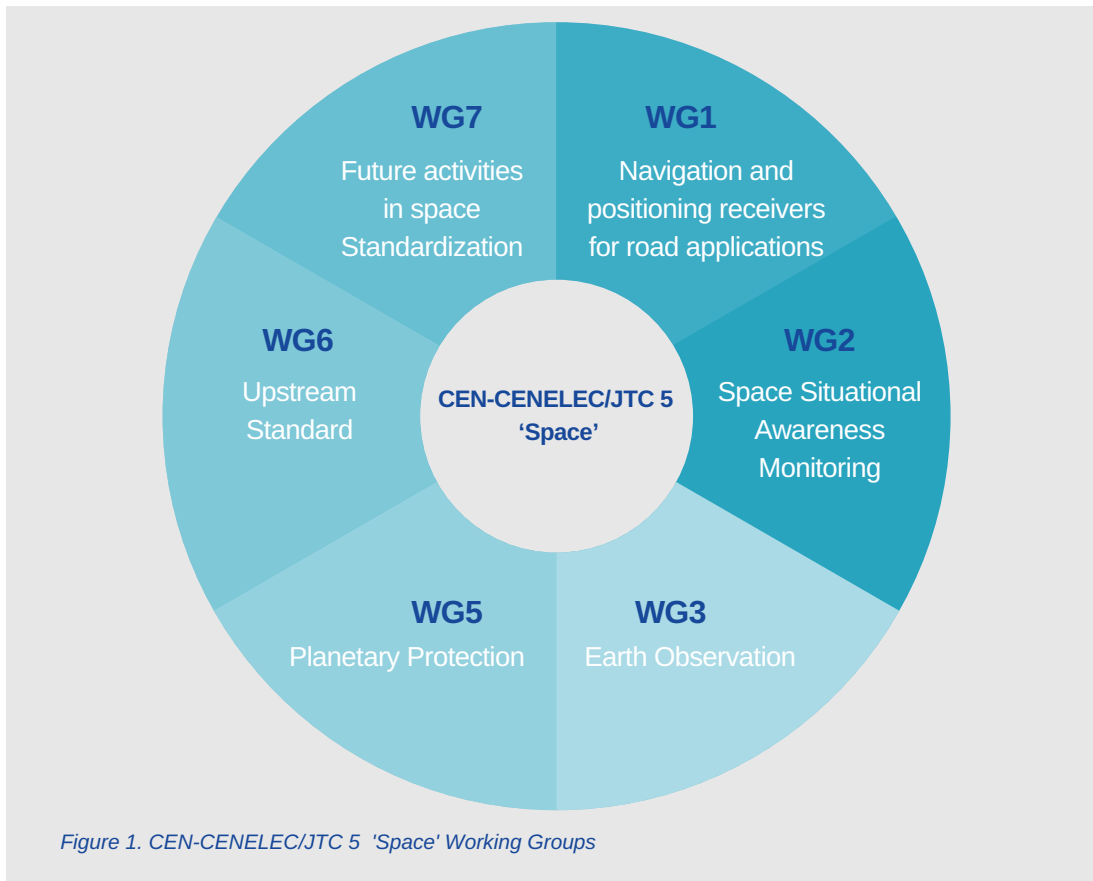 WG7
Future activities
in space
Standardization
WG1
Navigation and
positioning receivers
for road applications
WG6
Upstream
Standard
CEN-CENELEC/JTC 5
‘Space’
WG2
Space Situational
Awareness
Monitoring
WG5
Planetary Protection
WG3
Earth Observation
Figure 1. CEN-CENELEC/JTC 5  'Space' Working Groups